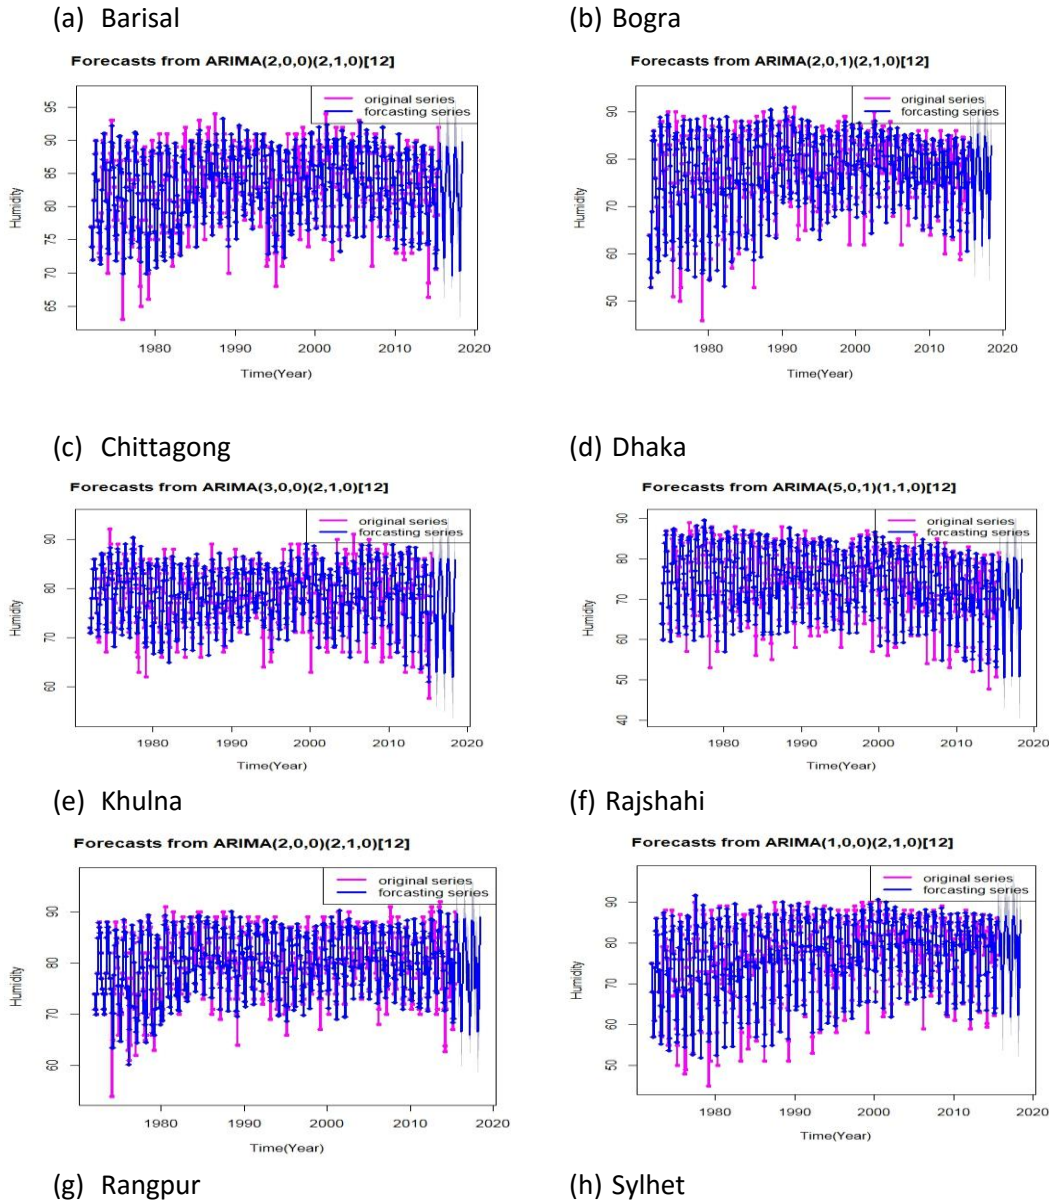 (a) Barisal
(b) Bogra
Forecasts from ARIMA(2,0,0)(2,1,0)[12]
Forecasts from ARIMA(2,0,1)(2,1,0)[12]
original series
forcasting series
95
90
85
80
75
70
65
Humidity
1980 1990 2000 2010 2020
Time(Year)
original series
forcasting series
90
80
70
60
50
Humidity
1980 1990 2000 2010 2020
Time(Year)
(c) Chittagong
(d) Dhaka
Forecasts from ARIMA(3,0,0)(2,1,0)[12]
Forecasts from ARIMA(5,0,1)(1,1,0)[12]
original series
forcasting series
90
80
70
60
Humidity
1980 1990 2000 2010 2020
Time(Year)
original series
forcasting series
90
80
70
60
50
40
Humidity
1980 1990 2000 2010 2020
Time(Year)
(e) Khulna
(f) Rajshahi
Forecasts from ARIMA(2,0,0)(2,1,0)[12]
Forecasts from ARIMA(1,0,0)(2,1,0)[12]
original series
forcasting series
90
80
70
60
Humidity
1980 1990 2000 2010 2020
Time(Year)
original series
forcasting series
90
80
70
60
50
Humidity
1980 1990 2000 2010 2020
Time(Year)
(g) Rangpur
(h) Sylhet